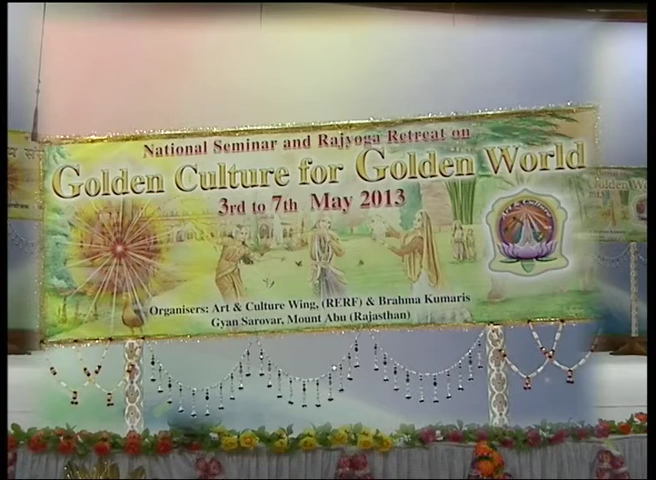 National Seminar and Rajyoga Retreat on
Golden Culture for Golden World
3rd to 7th May 2013
Organisers: Art & Culture Wing, (RERF) & Brahma Kumaris
Gyan Sarovar, Mount Abu (Rajasthan)